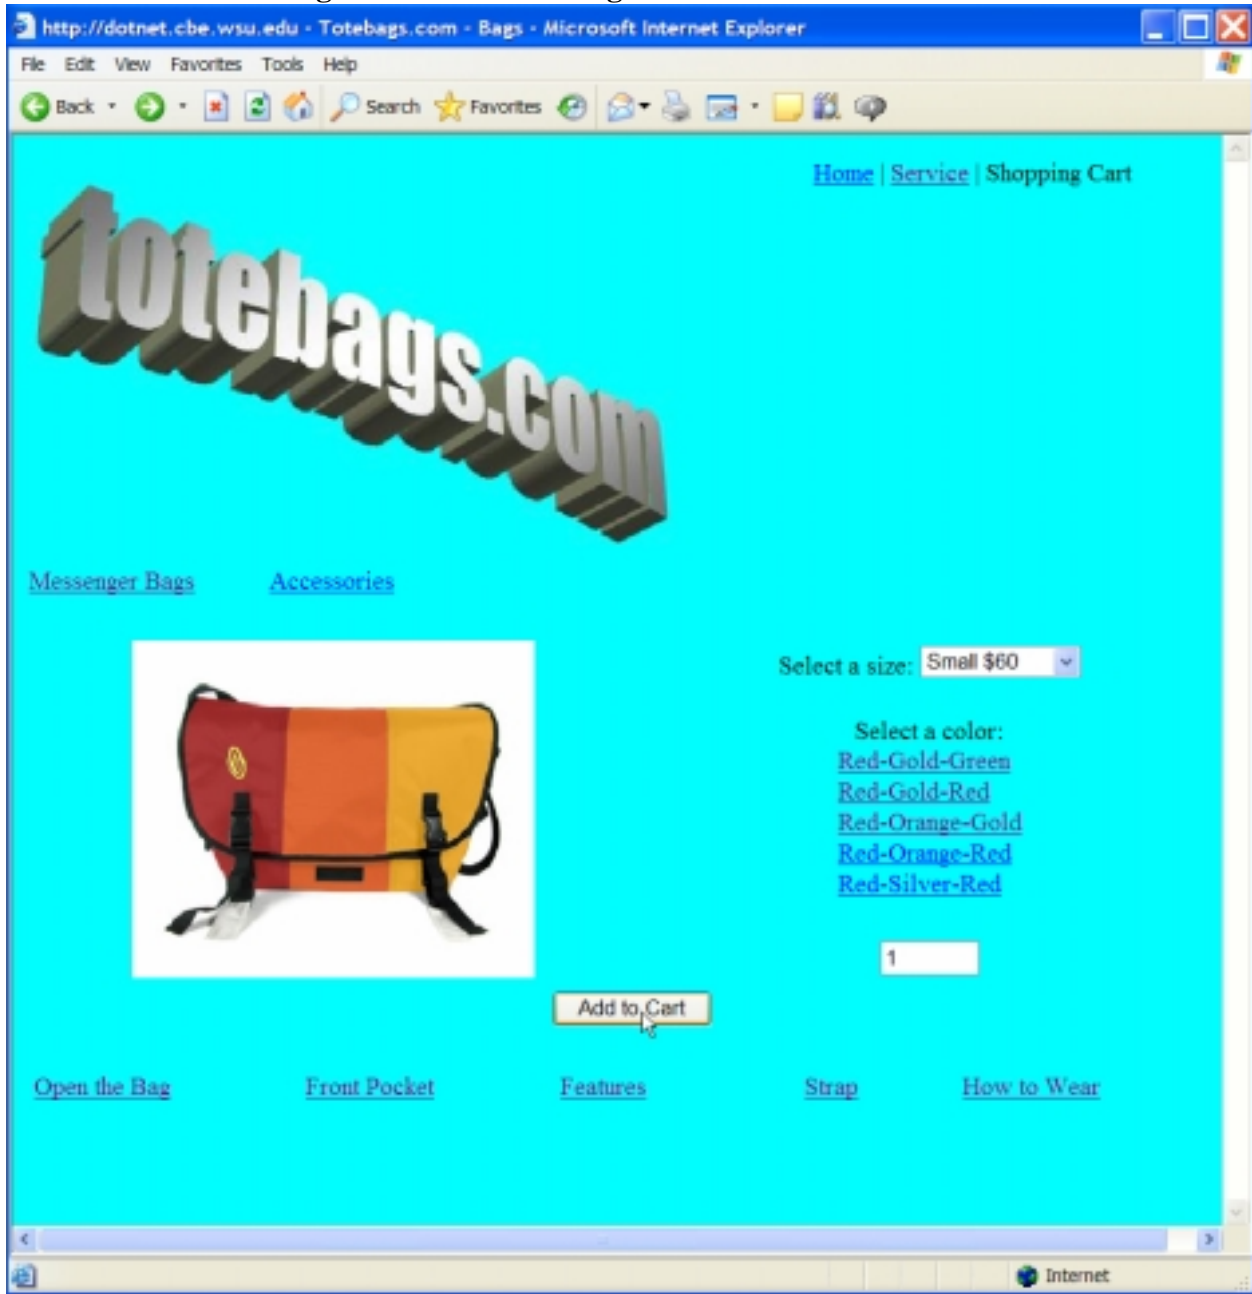 http://dotnet.cbe.wsu.edu - Totebags.com - Bags - Microsoft Internet Explorer
File Edit View Favorites Tools Help
Back Search Favorites
Home | Service | Shopping Cart
totebags.com
Messenger Bags Accessories
Select a size: Small $60
Select a color:
Red-Gold-Green
Red-Gold-Red
Red-Orange-Gold
Red-Orange-Red
Red-Silver-Red
1
Add to Cart
Open the Bag Front Pocket Features Strap How to Wear
Internet